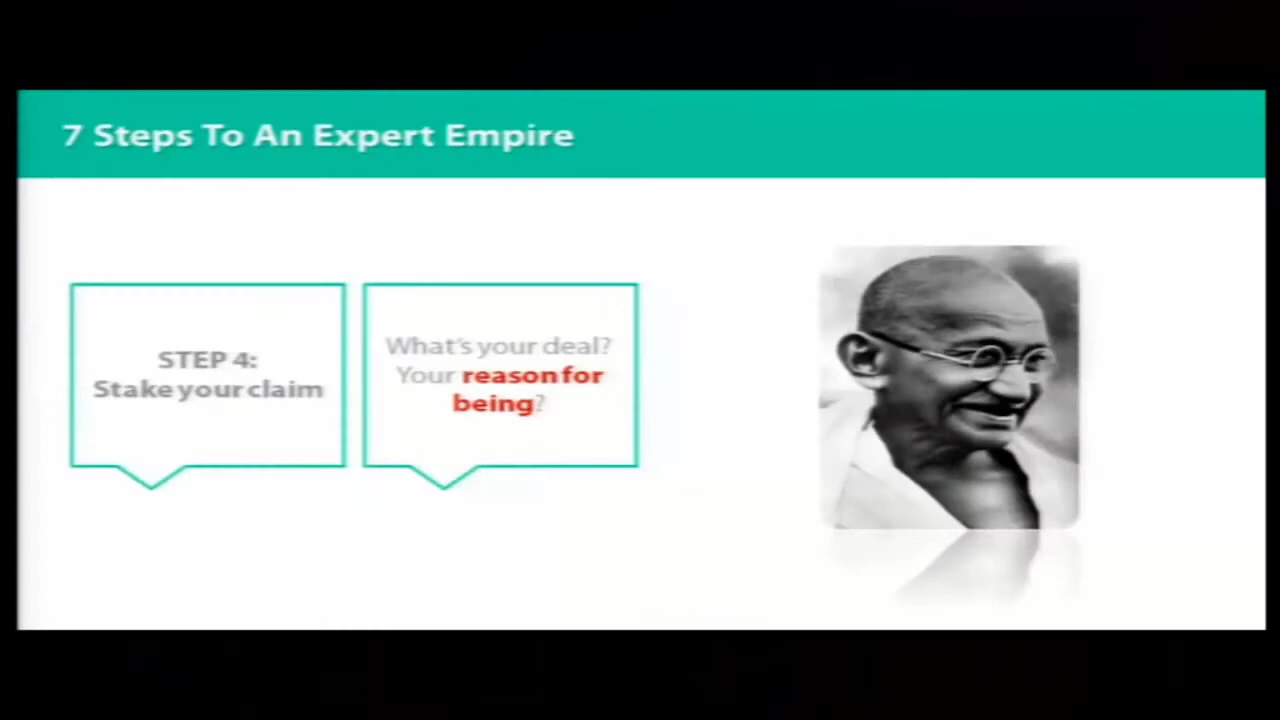 7 Steps To An Expert Empire
STEP 4:
Stake your claim
What's your deal?
Your reason for
being?